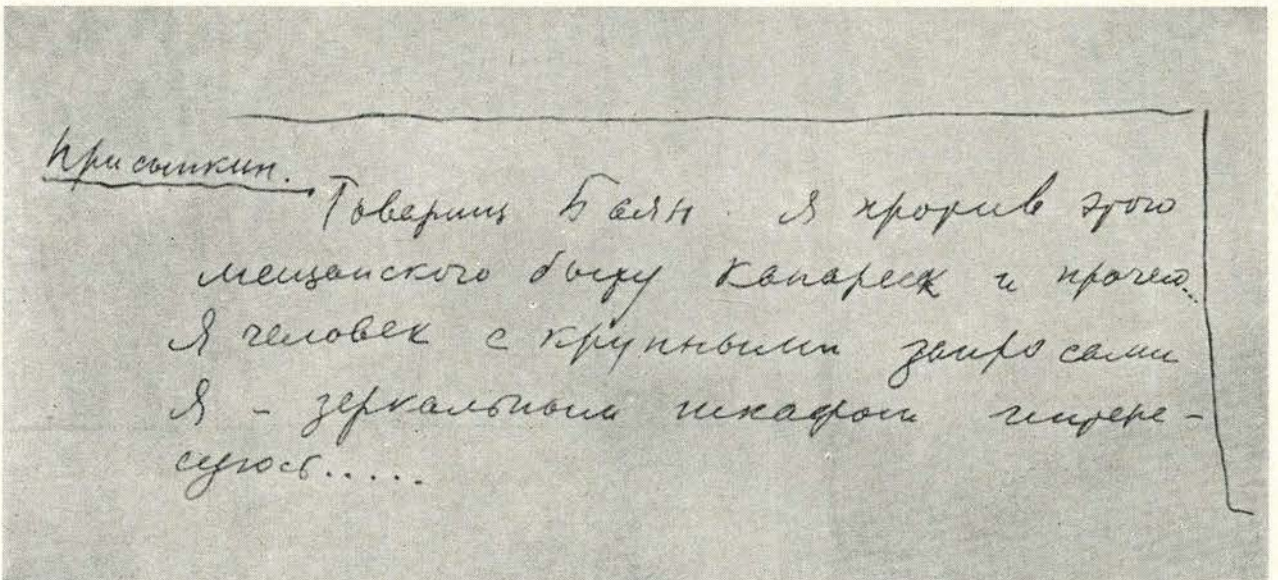 Присыпкин.
Товарищ Баян. Я против этого
мещанского быту канареек и прочего...
Я человек с крупными запросами
Я - зеркальным шкафом интере-
суюсь.....